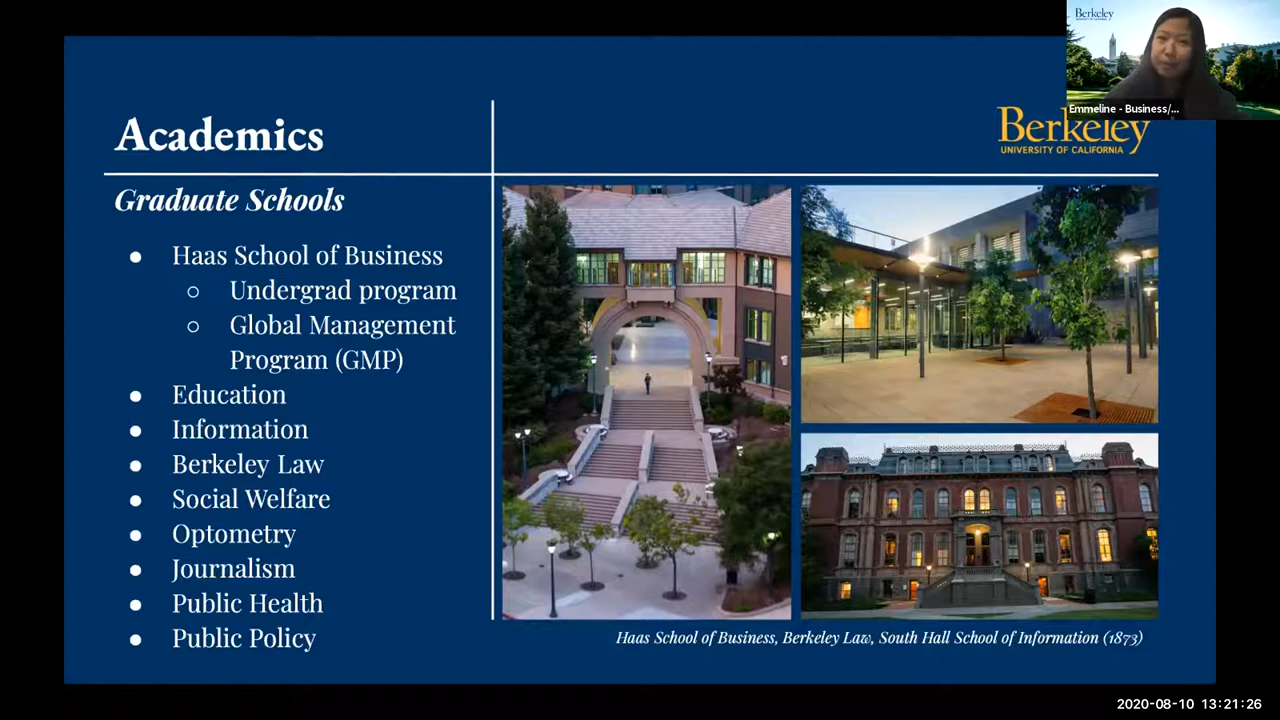 Berkeley
Emmeline - Business/...
Academics
Berkeley
UNIVERSITY OF CALIFORNIA
Graduate Schools
● Haas School of Business
○ Undergrad program
○ Global Management
Program (GMP)
● Education
● Information
● Berkeley Law
● Social Welfare
● Optometry
● Journalism
● Public Health
● Public Policy
Haas School of Business, Berkeley Law, South Hall School of Information (1873)
2020-08-10 13:21:26